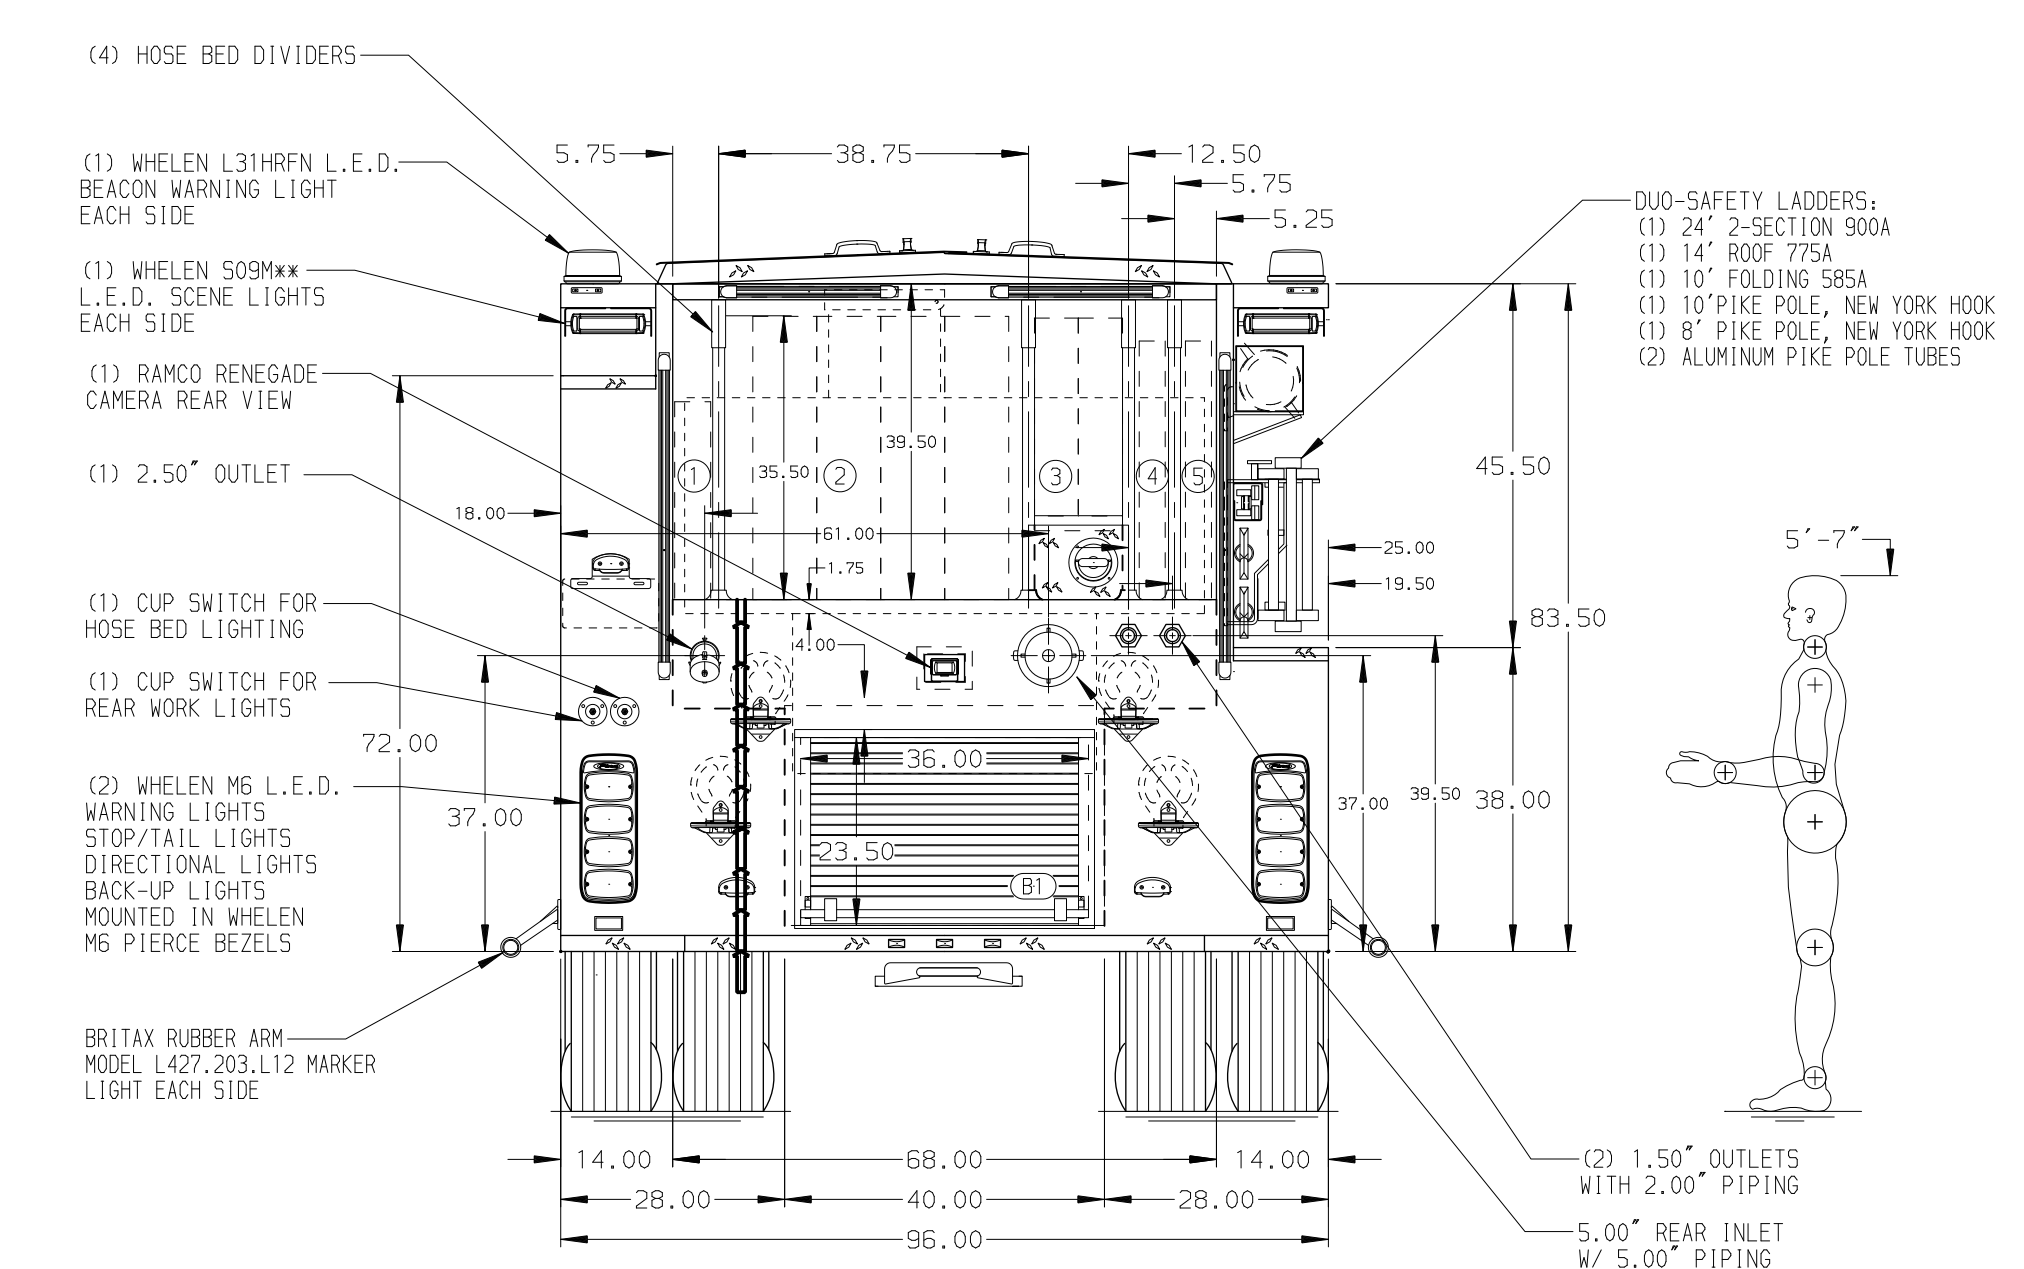 (4) HOSE BED DIVIDERS
(1) WHELEN L31HRFN L.E.D.
BEACON WARNING LIGHT
EACH SIDE
(1) WHELEN S09M**
L.E.D. SCENE LIGHTS
EACH SIDE
(1) RAMCO RENEGADE
CAMERA REAR VIEW
(1) 2.50" OUTLET
(1) CUP SWITCH FOR
HOSE BED LIGHTING
(1) CUP SWITCH FOR
REAR WORK LIGHTS
(2) WHELEN M6 L.E.D.
WARNING LIGHTS
STOP/TAIL LIGHTS
DIRECTIONAL LIGHTS
BACK-UP LIGHTS
MOUNTED IN WHELEN
M6 PIERCE BEZELS
BRITAX RUBBER ARM
MODEL L427.203.L12 MARKER
LIGHT EACH SIDE
5.75
38.75
12.50
5.75
5.25
39.50
35.50
1
2
3
4
5
18.00
61.00
1.75
4.00
25.00
19.50
45.50
83.50
72.00
37.00
36.00
23.50
B1
37.00
39.50
38.00
14.00
68.00
14.00
28.00
40.00
28.00
96.00
DUO-SAFETY LADDERS:
(1) 24' 2-SECTION 900A
(1) 14' ROOF 775A
(1) 10' FOLDING 585A
(1) 10'PIKE POLE, NEW YORK HOOK
(1) 8' PIKE POLE, NEW YORK HOOK
(2) ALUMINUM PIKE POLE TUBES
5'-7"
(2) 1.50" OUTLETS
WITH 2.00" PIPING
5.00" REAR INLET
W/ 5.00" PIPING